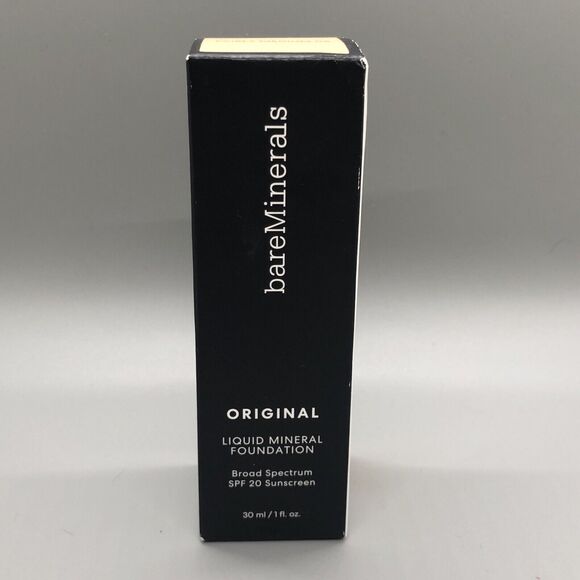 bareMinerals
ORIGINAL
LIQUID MINERAL
FOUNDATION
Broad Spectrum
SPF 20 Sunscreen
30 ml / 1 fl. oz.